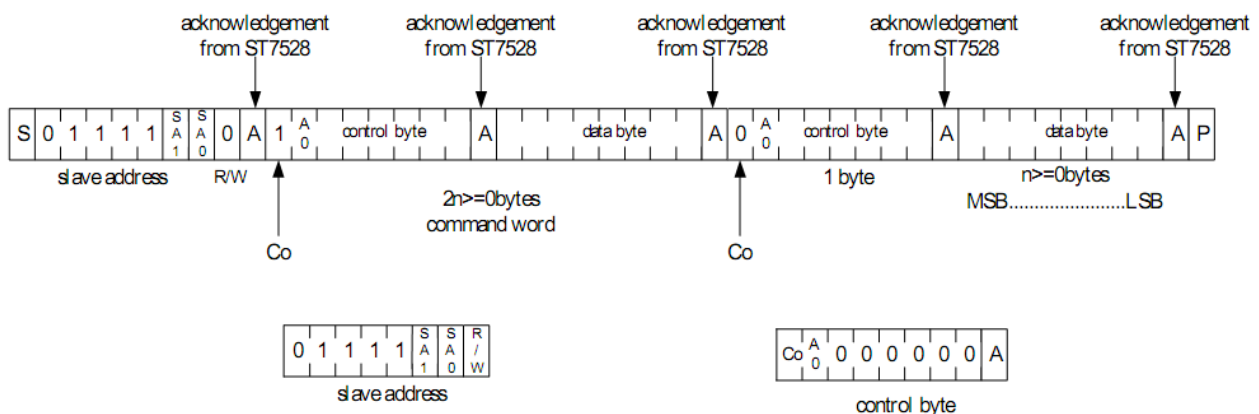 acknowledgement acknowledgement acknowledgement acknowledgement acknowledgement
from ST7528 from ST7528 from ST7528 from ST7528 from ST7528
S 0 1 1 1 1 SA1 SA0 0 A 1 A0 control byte A data byte A 0 A0 control byte A data byte A P
slave address R/W 1 byte n>=0bytes
2n>=0bytes MSB.......................LSB
command word
Co Co
0 1 1 1 1 SA1 SA0 R/W Co A0 0 0 0 0 0 0 A
slave address control byte